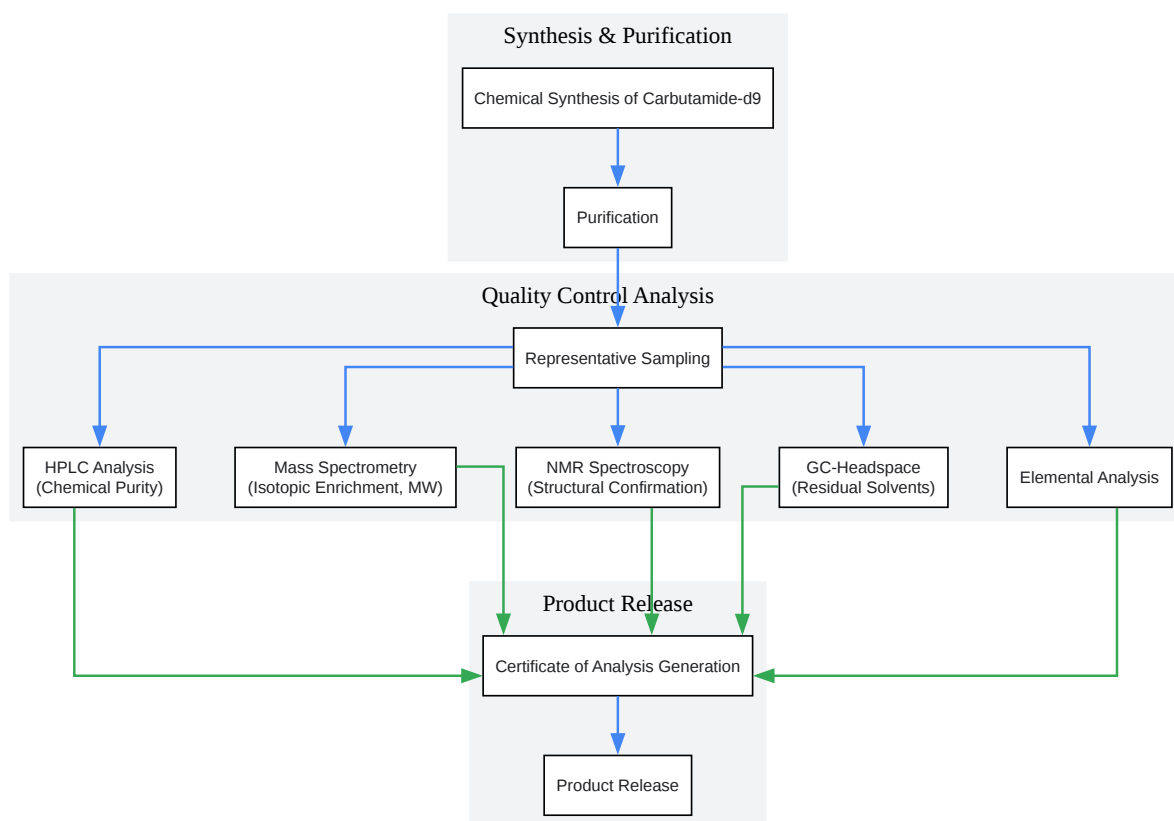 Synthesis & Purification
Chemical Synthesis of Carbutamide-d9
Purification
Quality Control Analysis
Representative Sampling
HPLC Analysis
(Chemical Purity)
Mass Spectrometry
(Isotopic Enrichment, MW)
NMR Spectroscopy
(Structural Confirmation)
GC-Headspace
(Residual Solvents)
Elemental Analysis
Product Release
Certificate of Analysis Generation
Product Release